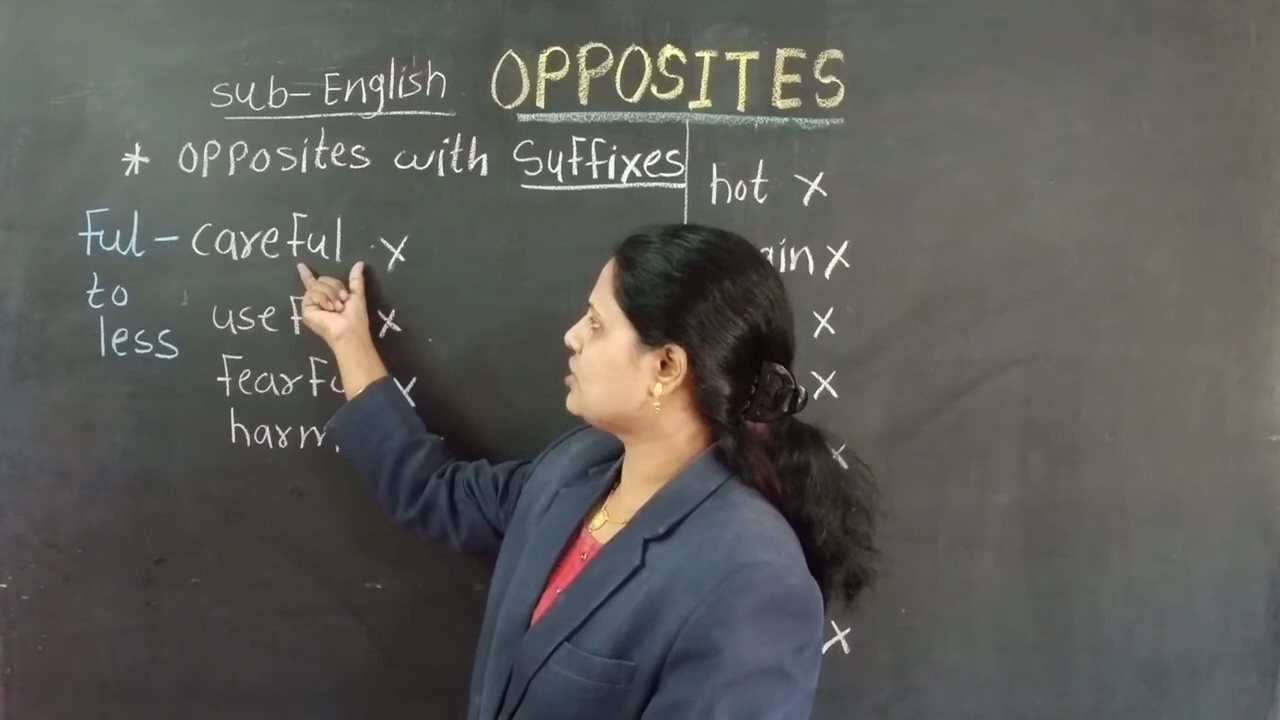 sub-English OPPOSITES
* opposites with Suffixes
Ful - careful x
to
less
use x
x
hot x
x
x
x
x
x